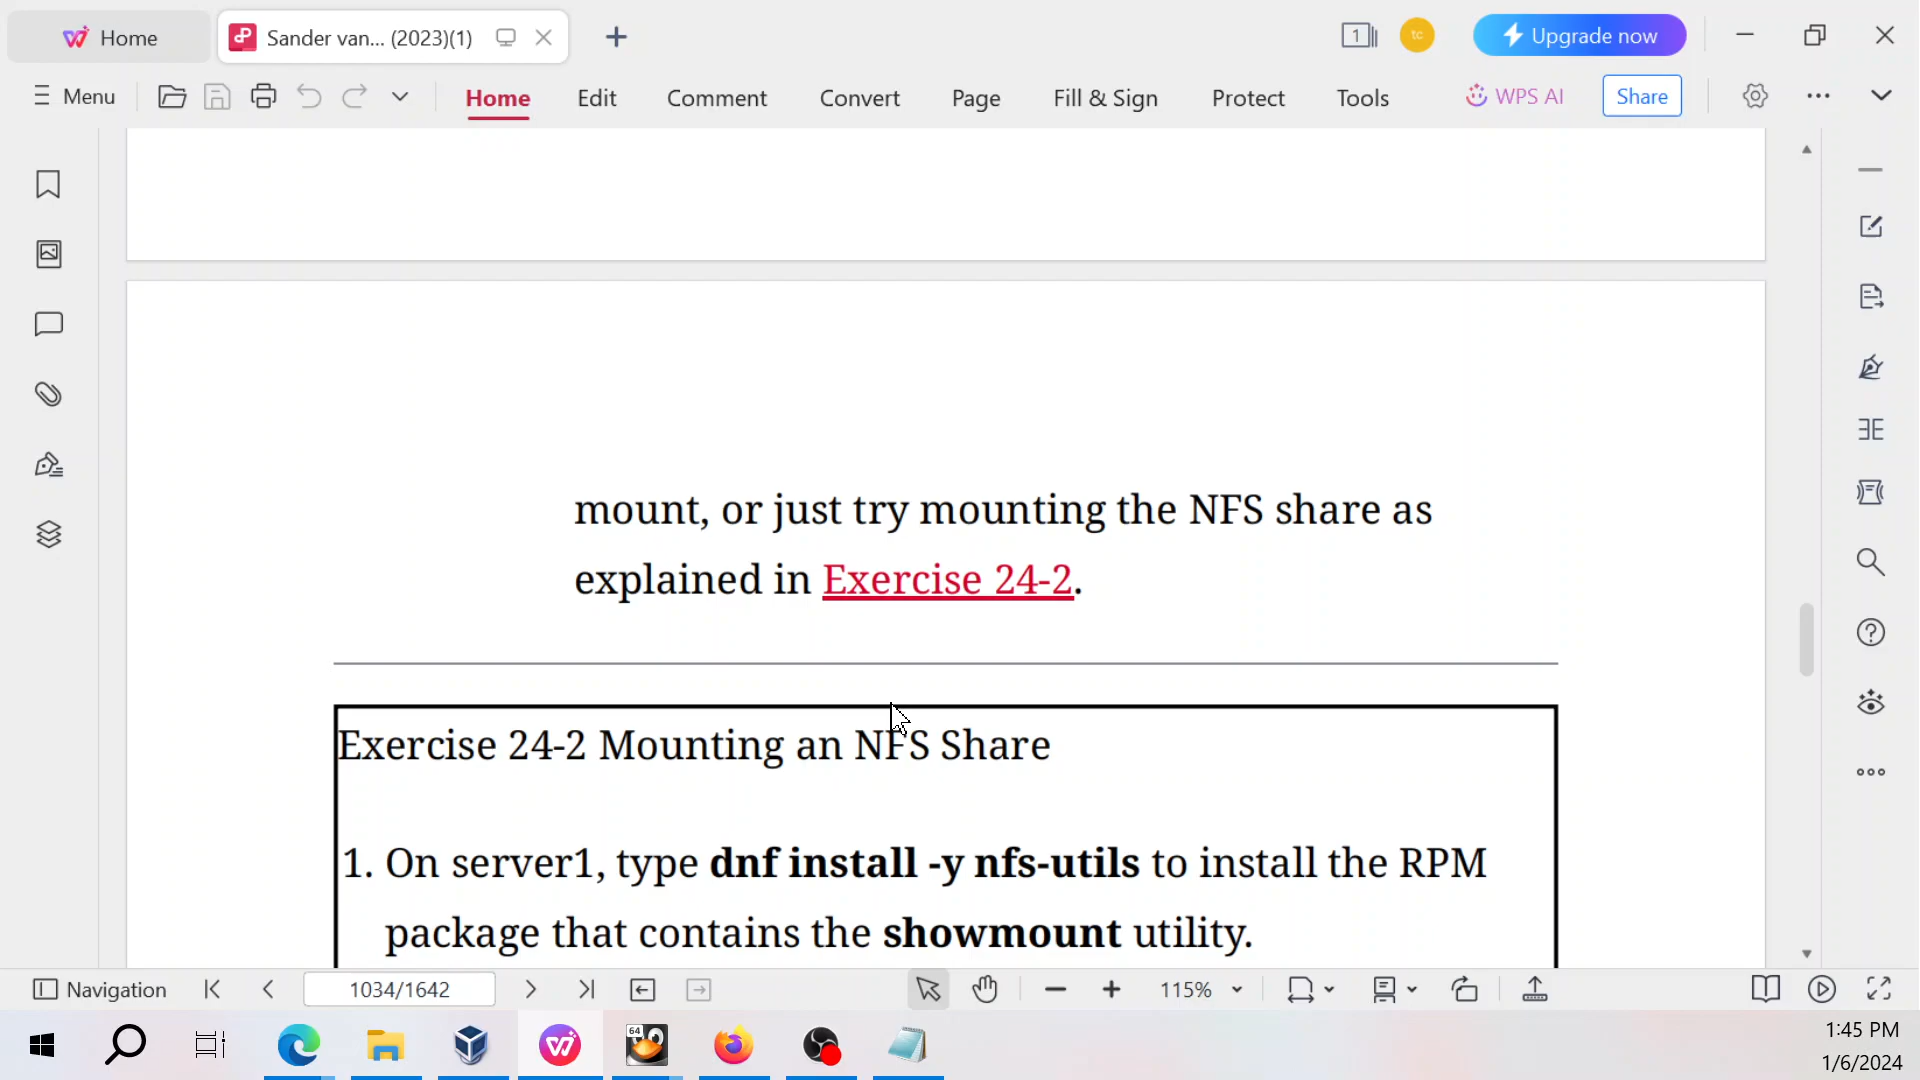 Home
Sander van... (2023)(1)
1
tc
Upgrade now
Menu
Home
Edit
Comment
Convert
Page
Fill & Sign
Protect
Tools
WPS AI
Share
mount, or just try mounting the NFS share as
explained in Exercise 24-2.
Exercise 24-2 Mounting an NFS Share
1. On server1, type dnf install -y nfs-utils to install the RPM
package that contains the showmount utility.
Navigation
1034/1642
115%
64
1:45 PM
1/6/2024